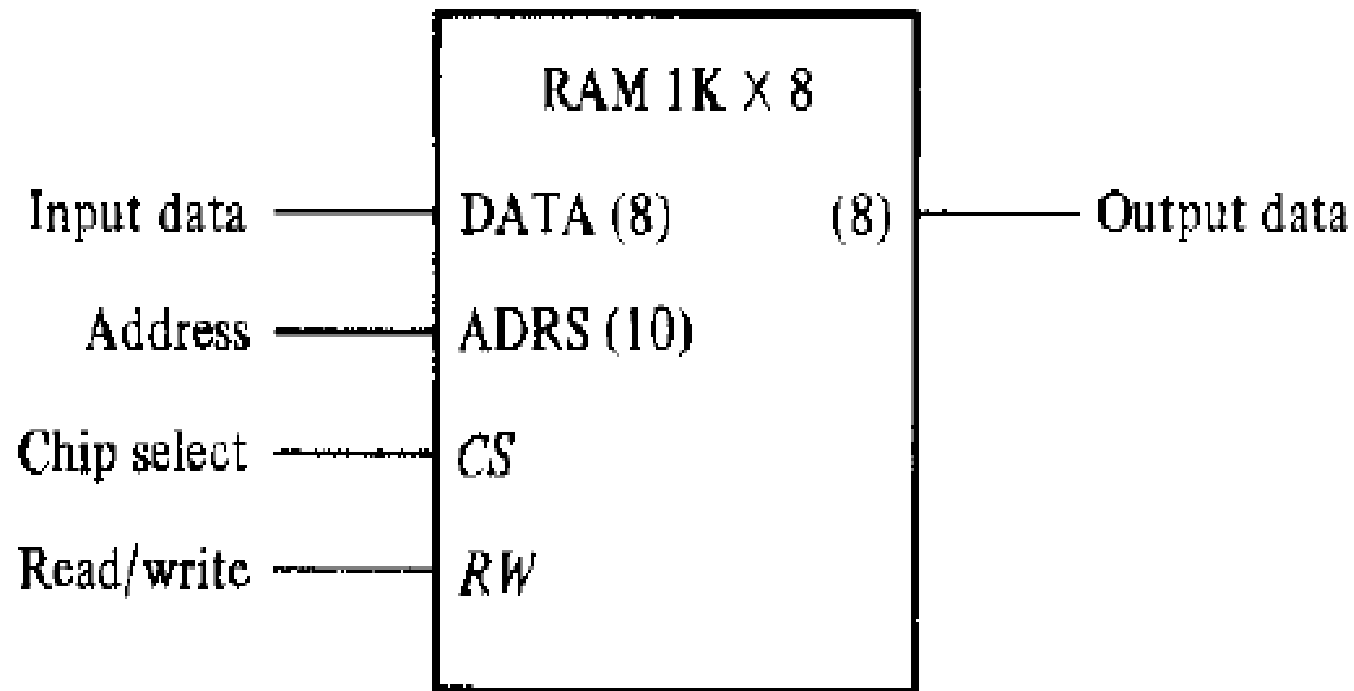 RAM 1K × 8
Input data DATA (8) (8) Output data
Address ADRS (10)
Chip select CS
Read/write RW